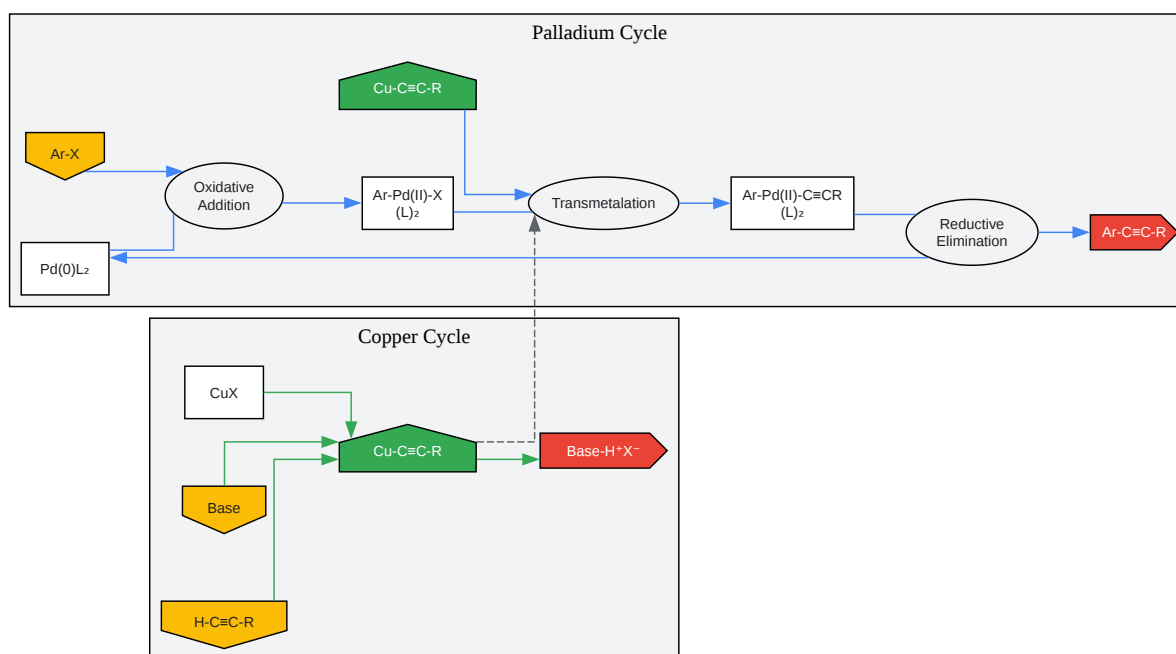 Palladium Cycle
Cu-C≡C-R
Ar-X
Oxidative
Addition
Ar-Pd(II)-X
(L)₂
Transmetalation
Ar-Pd(II)-C≡CR
(L)₂
Reductive
Elimination
Ar-C≡C-R
Pd(0)L₂
Copper Cycle
CuX
Cu-C≡C-R
Base-H⁺X⁻
Base
H-C≡C-R